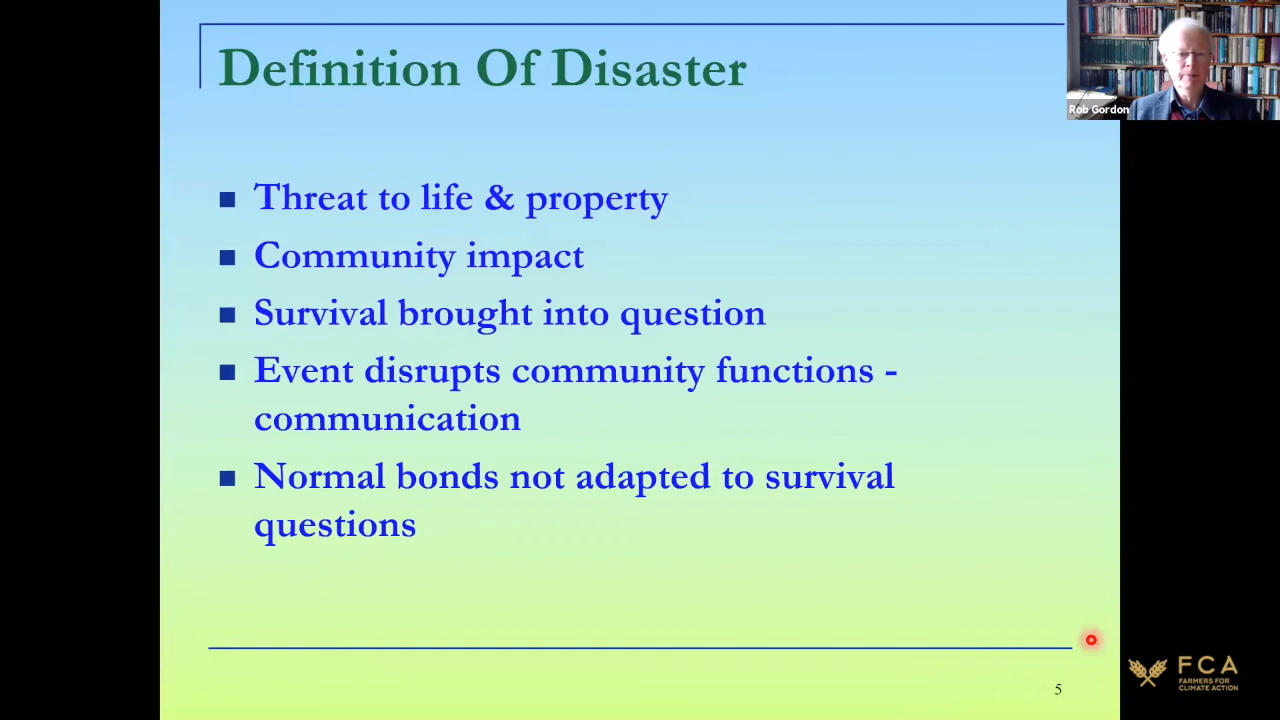 Definition Of Disaster
Rob Gordon
Threat to life & property
Community impact
Survival brought into question
Event disrupts community functions -
communication
Normal bonds not adapted to survival
questions
5
FCA
FARMERS FOR
CLIMATE ACTION